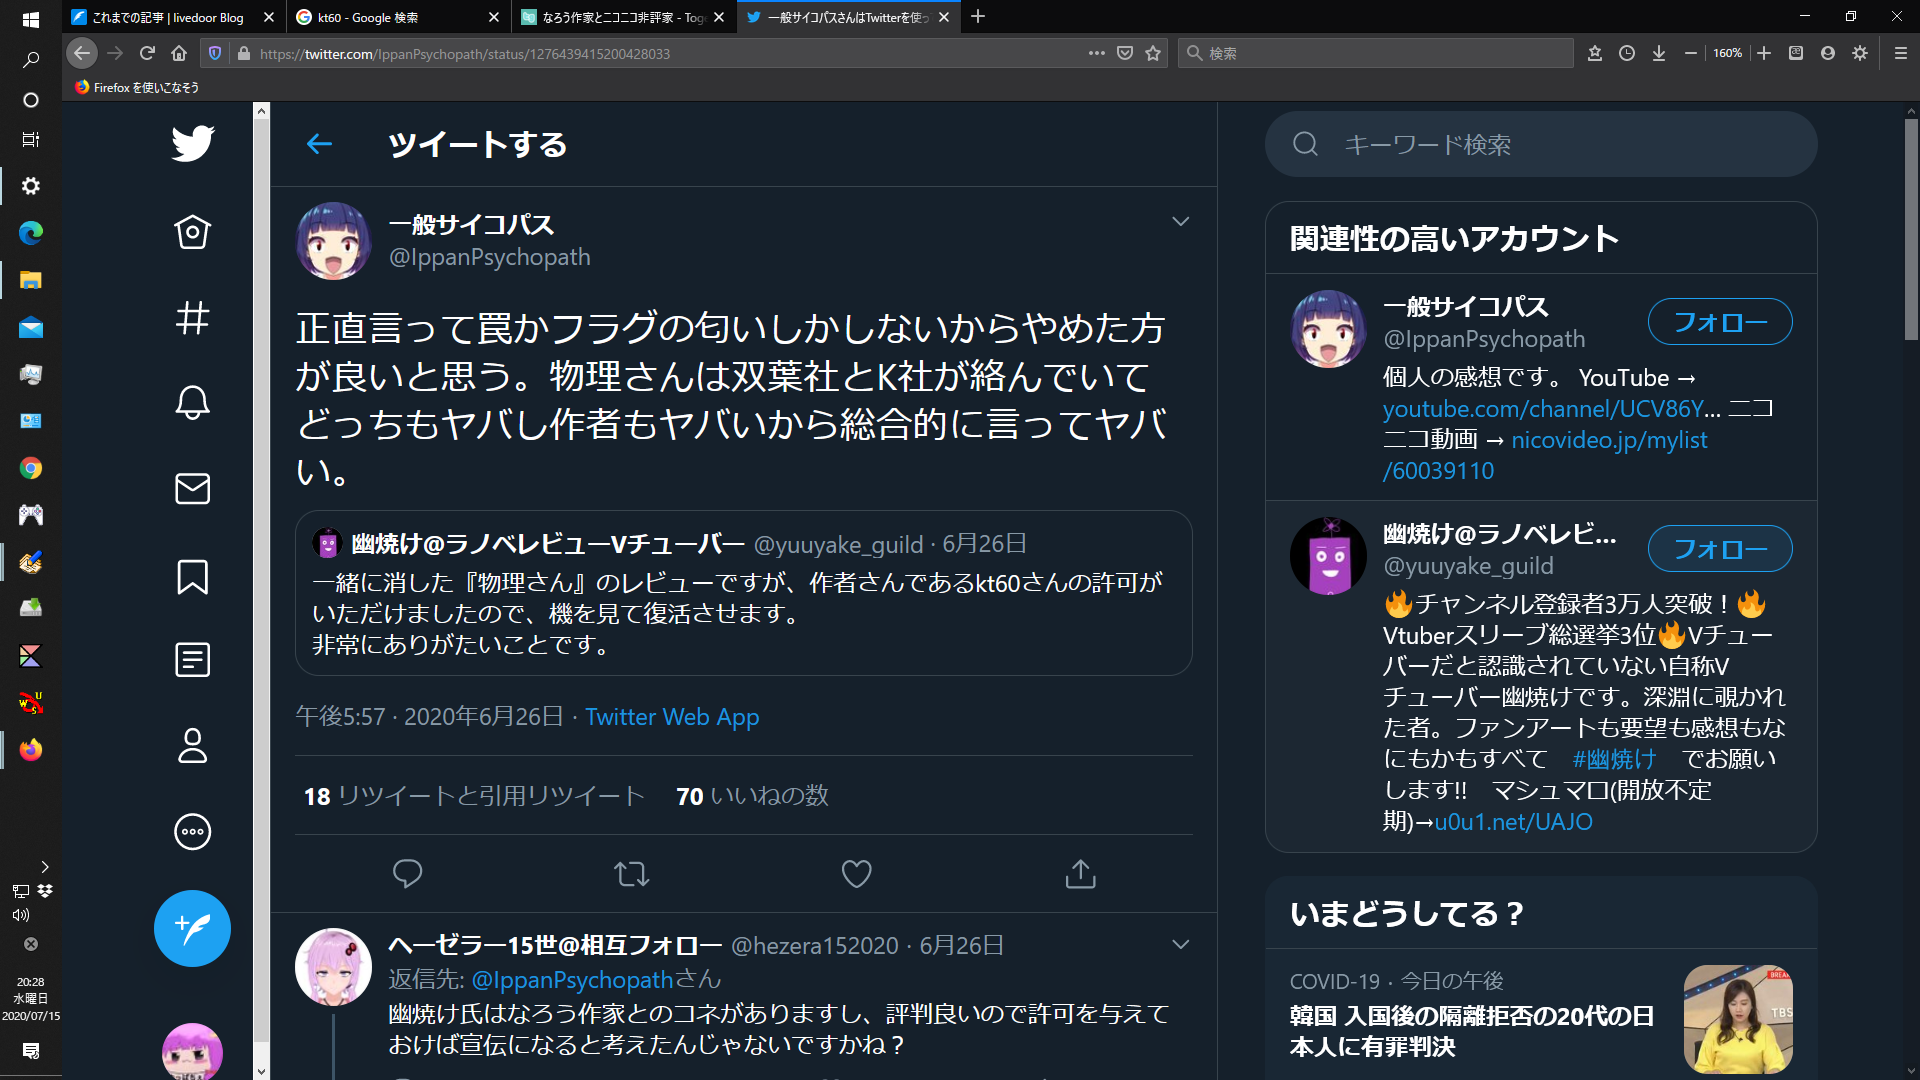 これまでの記事 | livedoor Blog
kt60 - Google 検索
なろう作家とニコニコ非評家 - Toge
一般サイコパスさんはTwitterを使っ
https://twitter.com/IppanPsychopath/status/1276439415200428033
検索
160%
Firefox を使いこなそう
ツイートする
一般サイコパス
@IppanPsychopath
正直言って罠かフラグの匂いしかしないからやめた方
が良いと思う。物理さんは双葉社とK社が絡んでいて
どっちもヤバし作者もヤバいから総合的に言ってヤバ
い。
幽焼け@ラノベレビューVチューバー @yuuyake_guild · 6月26日
一緒に消した『物理さん』のレビューですが、作者さんであるkt60さんの許可が
いただけましたので、機を見て復活させます。
非常にありがたいことです。
午後5:57 · 2020年6月26日 · Twitter Web App
18 リツイートと引用リツイート 70 いいねの数
ヘーゼラー15世@相互フォロー @hezera152020 · 6月26日
返信先: @IppanPsychopathさん
幽焼け氏はなろう作家とのコネがありますし、評判良いので許可を与えて
おけば宣伝になると考えたんじゃないですかね？
キーワード検索
関連性の高いアカウント
一般サイコパス
@IppanPsychopath
フォロー
個人の感想です。 YouTube →
youtube.com/channel/UCV86Y… ニコ
ニコ動画 → nicovideo.jp/mylist
/60039110
幽焼け@ラノベレビ...
@yuuyake_guild
フォロー
🔥チャンネル登録者3万人突破！🔥
Vtuberスリーブ総選挙3位🔥Vチュー
バーだと認識されていない自称V
チューバー幽焼けです。深淵に覗かれ
た者。ファンアートも要望も感想もな
にもかもすべて　#幽焼け　でお願い
します!!　マシュマロ(開放不定
期)→u0u1.net/UAJO
いまどうしてる？
COVID-19 · 今日の午後
韓国 入国後の隔離拒否の20代の日
本人に有罪判決
BREA
TBS
20:28
水曜日
2020/07/15